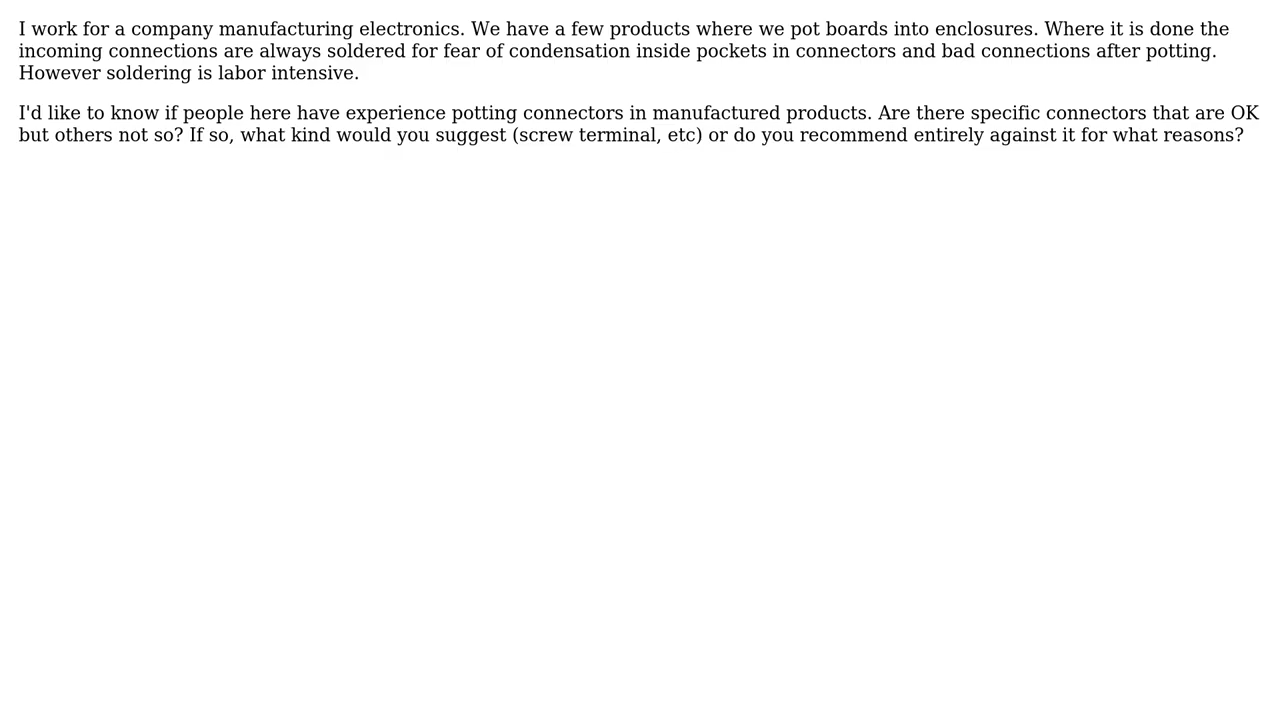 I work for a company manufacturing electronics. We have a few products where we pot boards into enclosures. Where it is done the
incoming connections are always soldered for fear of condensation inside pockets in connectors and bad connections after potting.
However soldering is labor intensive.
I'd like to know if people here have experience potting connectors in manufactured products. Are there specific connectors that are OK
but others not so? If so, what kind would you suggest (screw terminal, etc) or do you recommend entirely against it for what reasons?